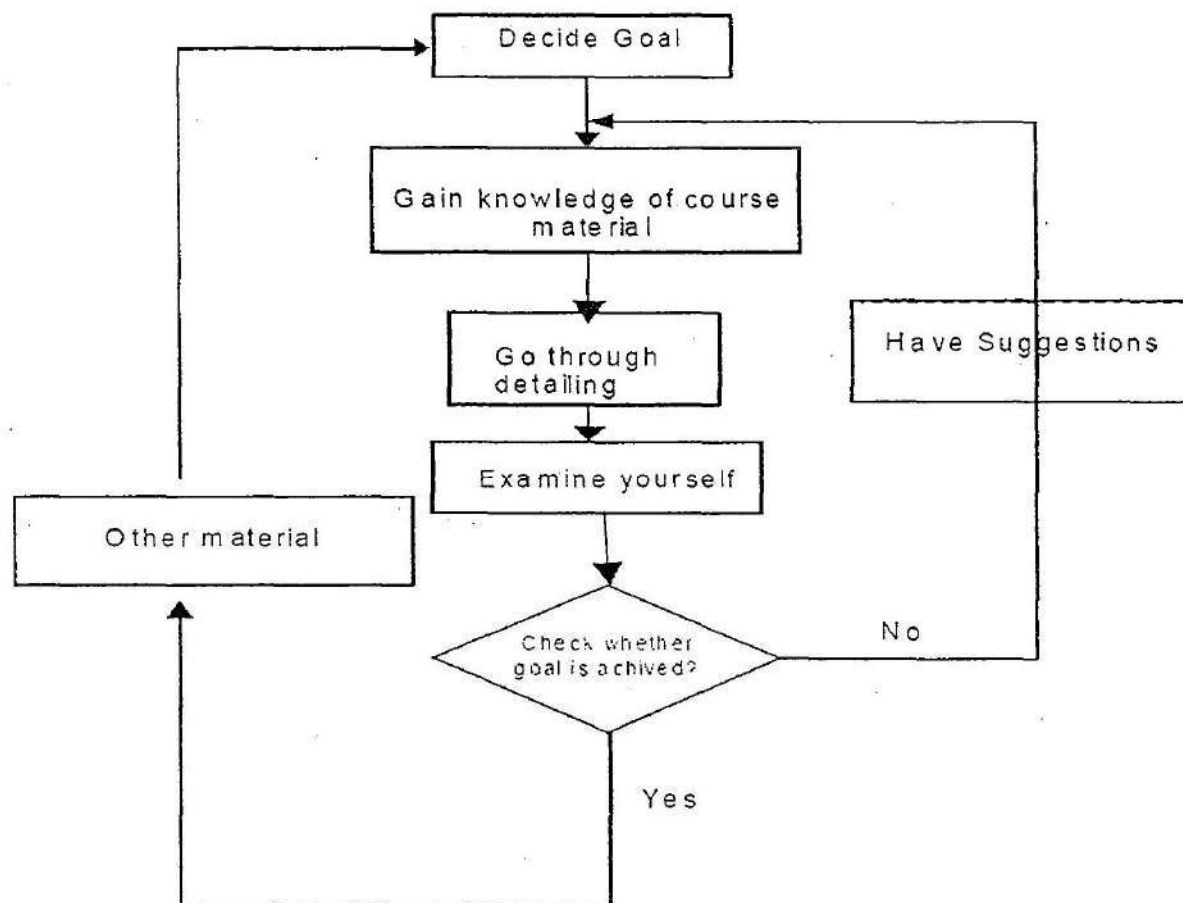 Decide Goal
Gain knowledge of course
material
Go through
detailing
Have Suggestions
Examine yourself
Other material
Check whether
goal is achived?
No
Yes